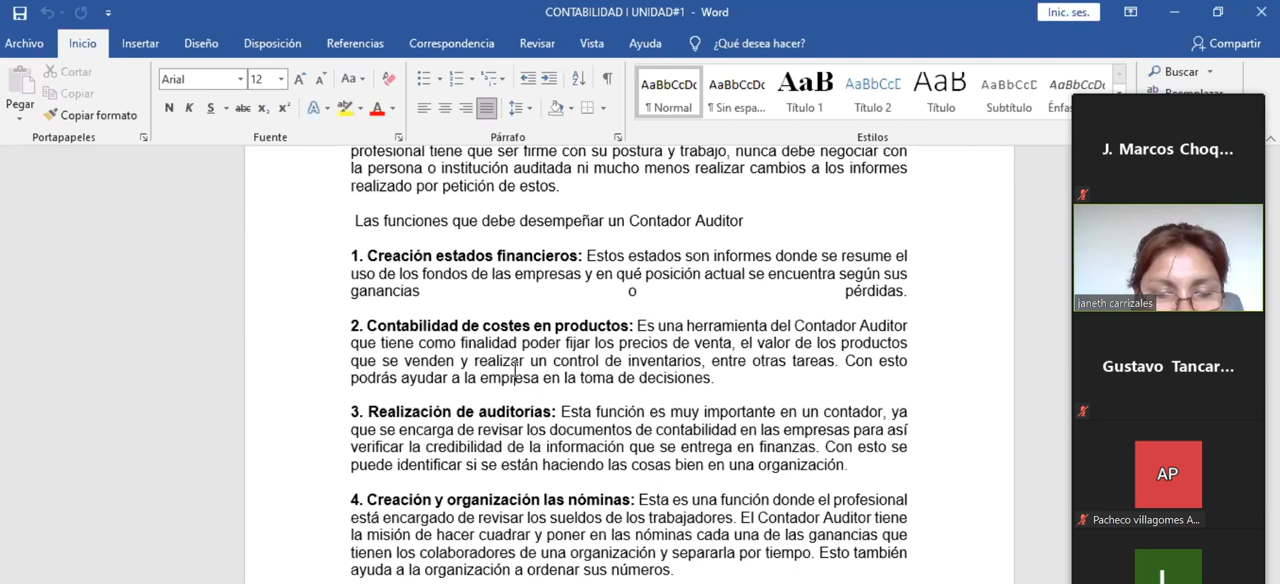 CONTABILIDAD I UNIDAD#1 - Word
Inic. ses.
Archivo Inicio Insertar Diseño Disposición Referencias Correspondencia Revisar Vista Ayuda ¿Qué desea hacer? Compartir
Pegar
Cortar
Copiar
Copiar formato
Portapapeles
Arial 12
Aa
N K S abc x₂ x²
A A
Fuente
Párrafo
AaBbCcDc AaBbCcDc AaB AaBbCcE AaB AaBbCcD AaBbCcDc
¶ Normal ¶ Sin espa... Título 1 Título 2 Título Subtítulo
Estilos
Buscar
profesional tiene que ser firme con su postura y trabajo, nunca debe negociar con
la persona o institución auditada ni mucho menos realizar cambios a los informes
realizado por petición de estos.
Las funciones que debe desempeñar un Contador Auditor
1. Creación estados financieros: Estos estados son informes donde se resume el
uso de los fondos de las empresas y en qué posición actual se encuentra según sus
ganancias o pérdidas.
2. Contabilidad de costes en productos: Es una herramienta del Contador Auditor
que tiene como finalidad poder fijar los precios de venta, el valor de los productos
que se venden y realizar un control de inventarios, entre otras tareas. Con esto
podrás ayudar a la empresa en la toma de decisiones.
3. Realización de auditorías: Esta función es muy importante en un contador, ya
que se encarga de revisar los documentos de contabilidad en las empresas para así
verificar la credibilidad de la información que se entrega en finanzas. Con esto se
puede identificar si se están haciendo las cosas bien en una organización.
4. Creación y organización las nóminas: Esta es una función donde el profesional
está encargado de revisar los sueldos de los trabajadores. El Contador Auditor tiene
la misión de hacer cuadrar y poner en las nóminas cada una de las ganancias que
tienen los colaboradores de una organización y separarla por tiempo. Esto también
ayuda a la organización a ordenar sus números.
J. Marcos Choq...
janeth carrizales
Gustavo Tancar...
AP
Pacheco villagomes A...